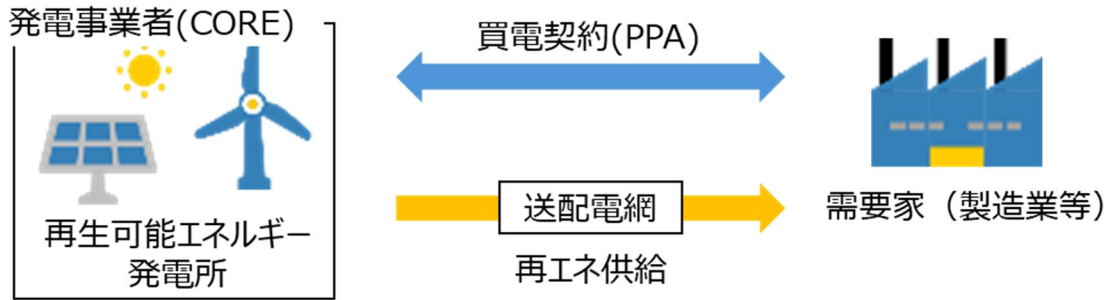 発電事業者(CORE)
再生可能エネルギー
発電所
買電契約(PPA)
送配電網
再エネ供給
需要家（製造業等）